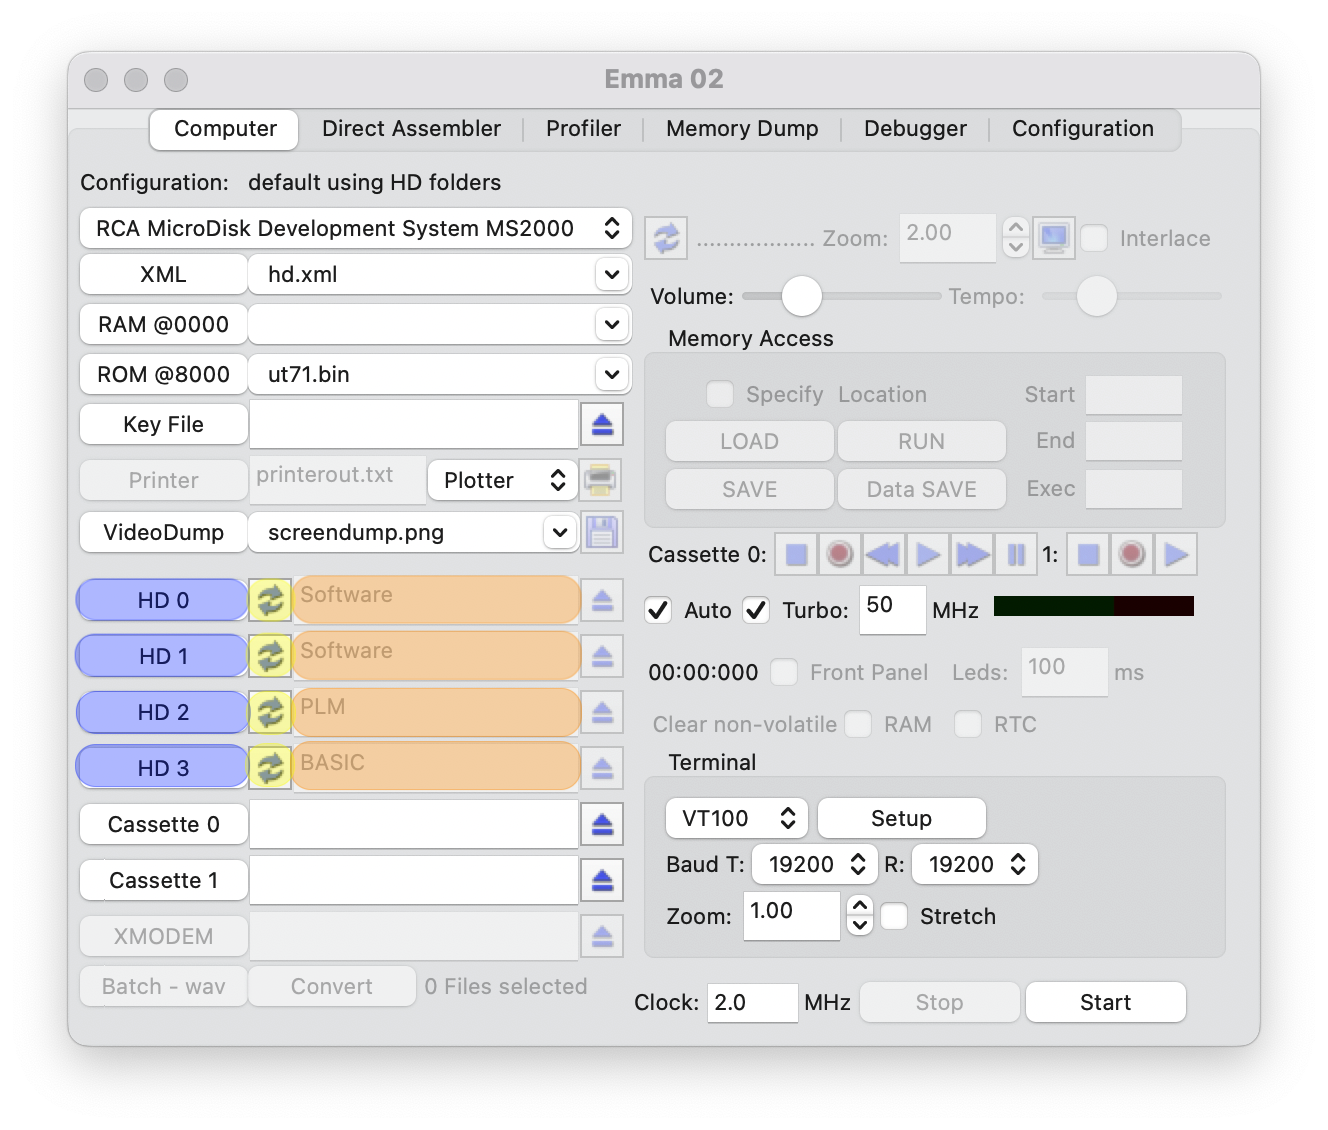 Emma 02
Computer Direct Assembler Profiler Memory Dump Debugger Configuration
Configuration: default using HD folders
RCA MicroDisk Development System MS2000
XML hd.xml
RAM @0000
ROM @8000 ut71.bin
Key File
Printer printerout.txt Plotter
VideoDump screendump.png
HD 0 Software
HD 1 Software
HD 2 PLM
HD 3 BASIC
Cassette 0
Cassette 1
XMODEM
Batch - wav Convert 0 Files selected
.................. Zoom: 2.00 Interlace
Volume: Tempo:
Memory Access
Specify Location Start
LOAD RUN End
SAVE Data SAVE Exec
Cassette 0: 1:
Auto Turbo: 50 MHz
00:00:000 Front Panel Leds: 100 ms
Clear non-volatile RAM RTC
Terminal
VT100 Setup
Baud T: 19200 R: 19200
Zoom: 1.00 Stretch
Clock: 2.0 MHz Stop Start